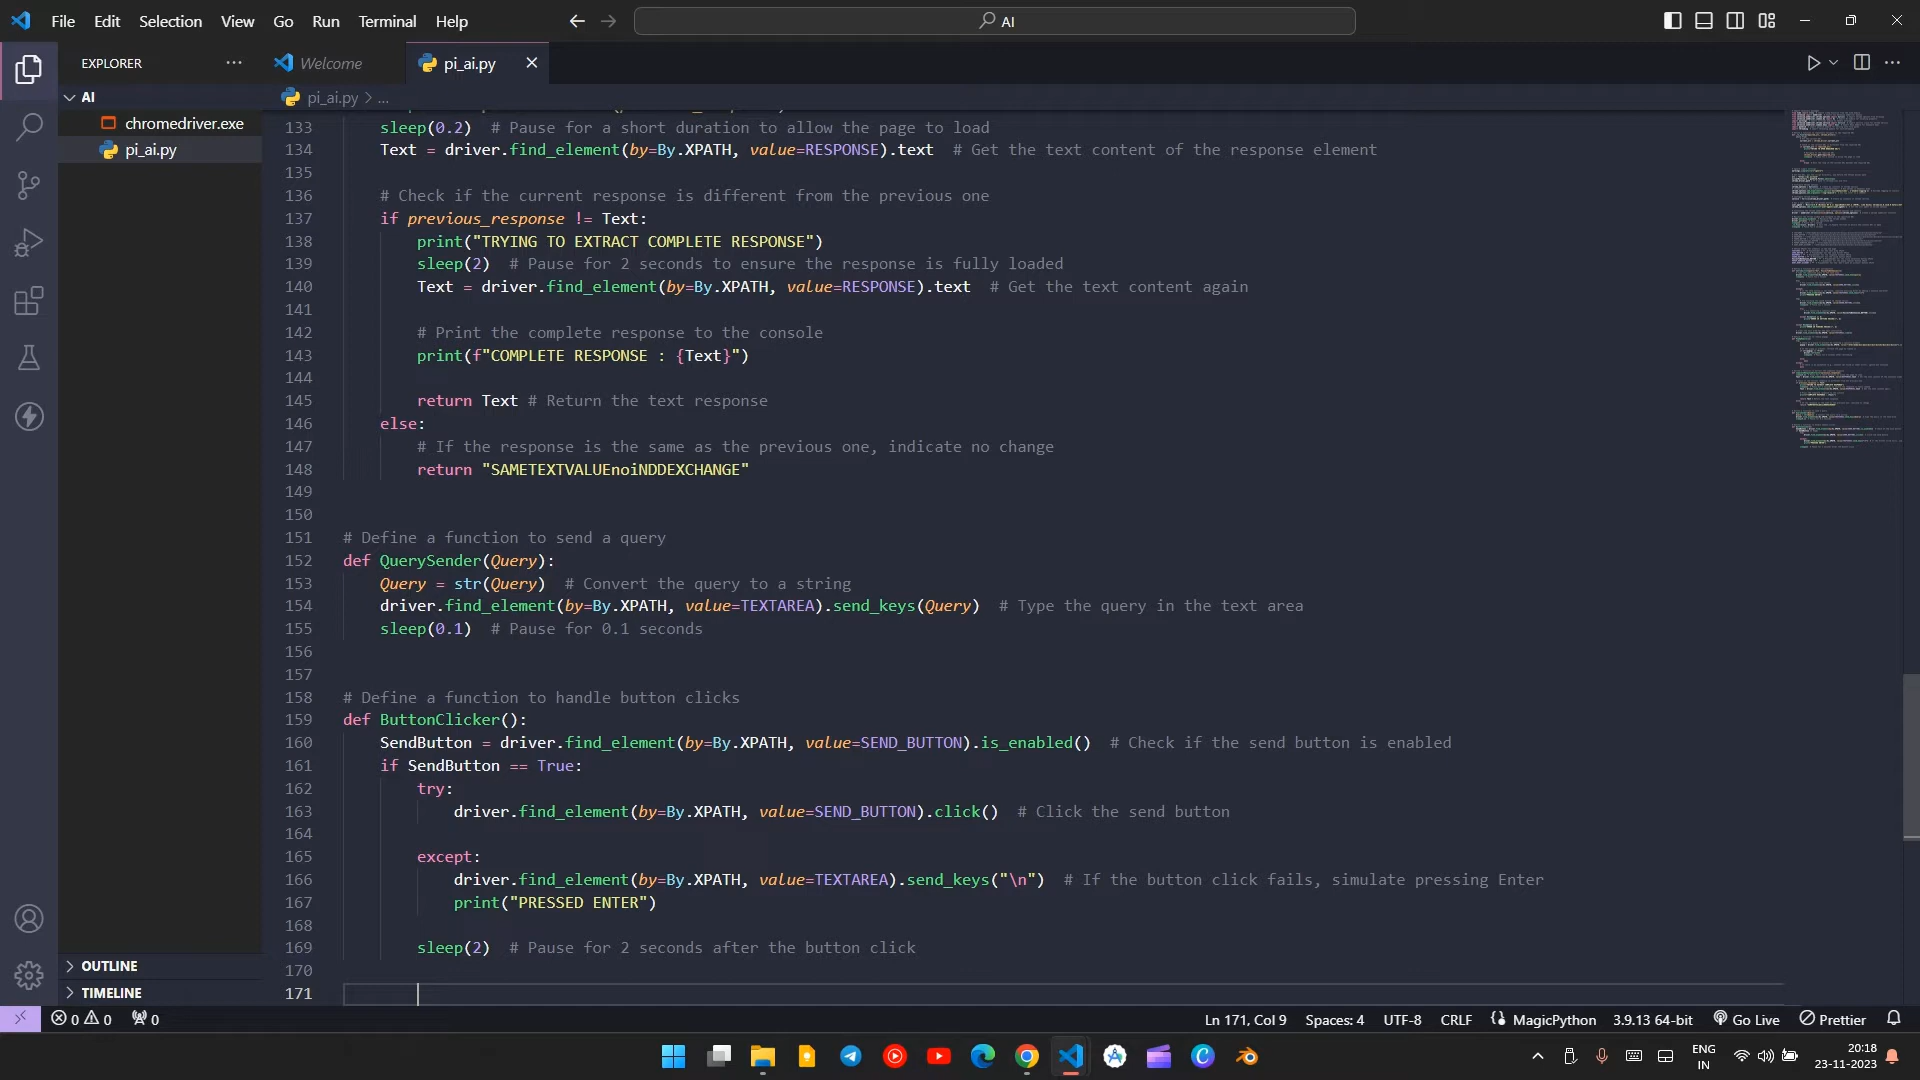 File Edit Selection View Go Run Terminal Help
AI
EXPLORER
Welcome
pi_ai.py
AI
pi_ai.py > ...
chromedriver.exe
pi_ai.py
133 sleep(0.2)  # Pause for a short duration to allow the page to load
134 Text = driver.find_element(by=By.XPATH, value=RESPONSE).text  # Get the text content of the response element
135
136 # Check if the current response is different from the previous one
137 if previous_response != Text:
138 print("TRYING TO EXTRACT COMPLETE RESPONSE")
139 sleep(2)  # Pause for 2 seconds to ensure the response is fully loaded
140 Text = driver.find_element(by=By.XPATH, value=RESPONSE).text  # Get the text content again
141
142 # Print the complete response to the console
143 print(f"COMPLETE RESPONSE : {Text}")
144
145 return Text # Return the text response
146 else:
147 # If the response is the same as the previous one, indicate no change
148 return "SAMETEXTVALUEnoiNDDEXCHANGE"
149
150
151 # Define a function to send a query
152 def QuerySender(Query):
153 Query = str(Query)  # Convert the query to a string
154 driver.find_element(by=By.XPATH, value=TEXTAREA).send_keys(Query)  # Type the query in the text area
155 sleep(0.1)  # Pause for 0.1 seconds
156
157
158 # Define a function to handle button clicks
159 def ButtonClicker():
160 SendButton = driver.find_element(by=By.XPATH, value=SEND_BUTTON).is_enabled()  # Check if the send button is enabled
161 if SendButton == True:
162 try:
163 driver.find_element(by=By.XPATH, value=SEND_BUTTON).click()  # Click the send button
164
165 except:
166 driver.find_element(by=By.XPATH, value=TEXTAREA).send_keys("\n")  # If the button click fails, simulate pressing Enter
167 print("PRESSED ENTER")
168
169 sleep(2)  # Pause for 2 seconds after the button click
170
171
OUTLINE
TIMELINE
0 0 0
Ln 171, Col 9 Spaces: 4 UTF-8 CRLF MagicPython 3.9.13 64-bit Go Live Prettier
ENG
IN
20:18
23-11-2023